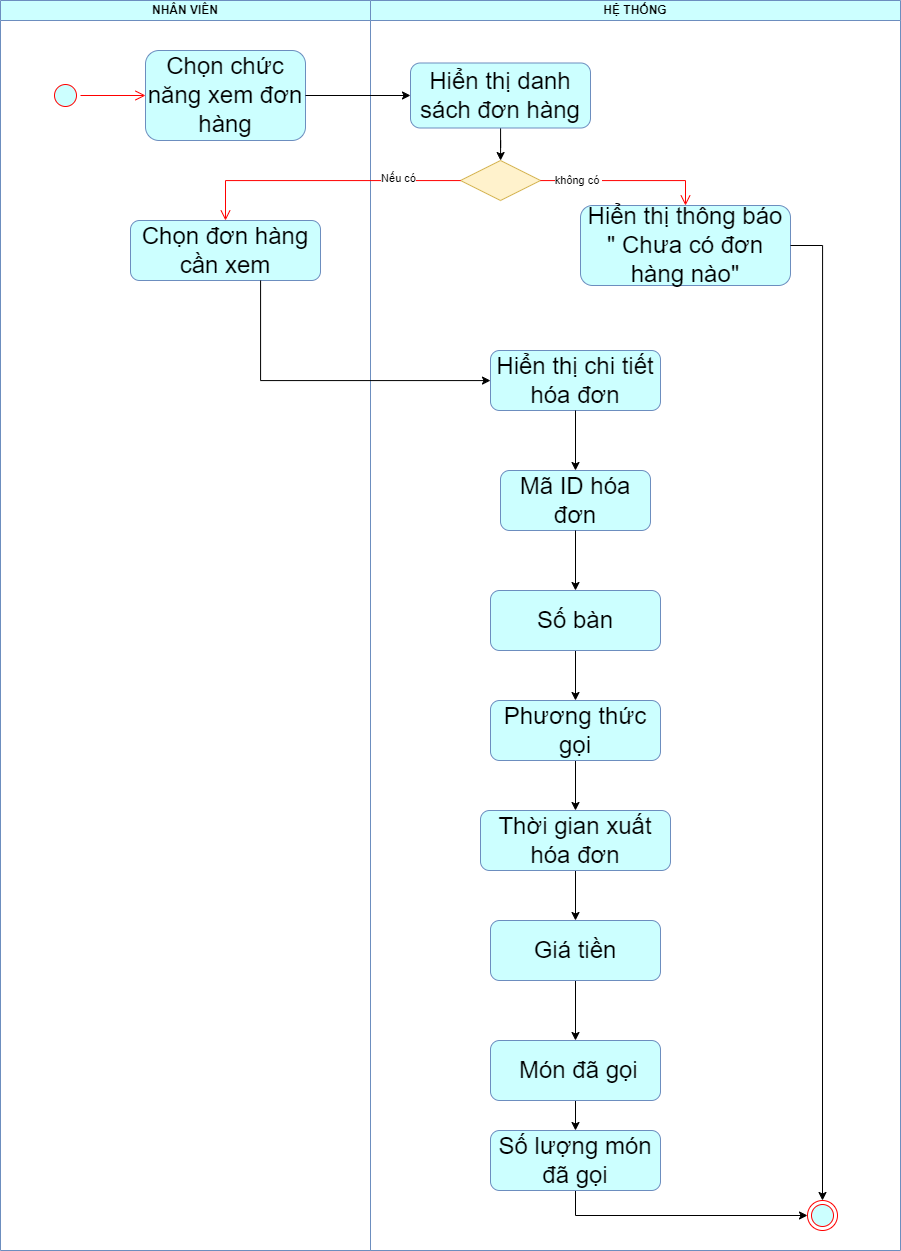 NHÂN VIÊN
HỆ THỐNG
Chọn chức
năng xem đơn
hàng
Hiển thị danh
sách đơn hàng
Nếu có
không có
Chọn đơn hàng
cần xem
Hiển thị thông báo
" Chưa có đơn
hàng nào"
Hiển thị chi tiết
hóa đơn
Mã ID hóa
đơn
Số bàn
Phương thức
gọi
Thời gian xuất
hóa đơn
Giá tiền
Món đã gọi
Số lượng món
đã gọi